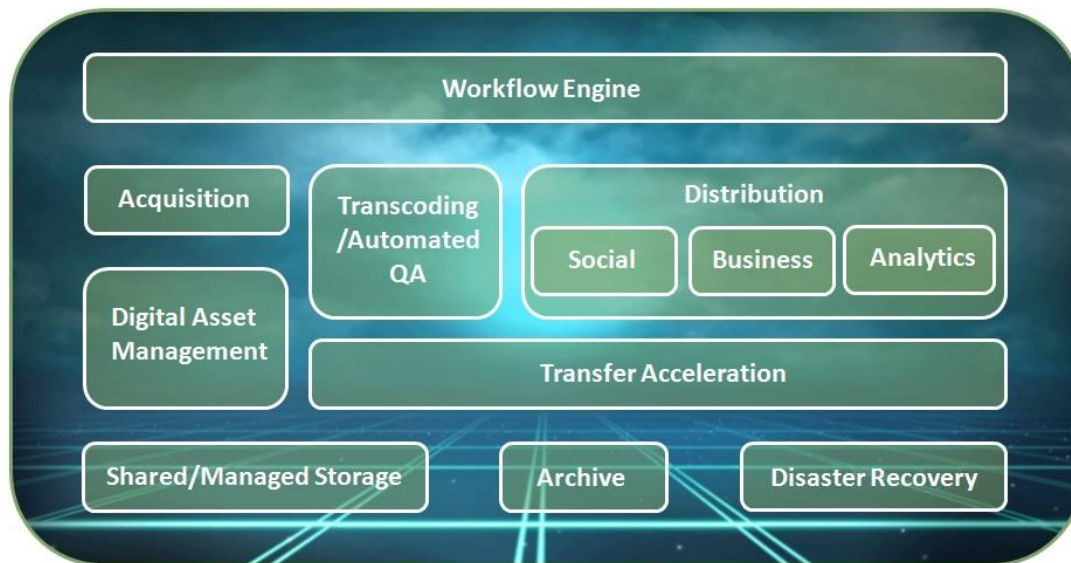 Workflow Engine
Acquisition
Transcoding
/Automated
QA
Distribution
Social
Business
Analytics
Digital Asset
Management
Transfer Acceleration
Shared/Managed Storage
Archive
Disaster Recovery